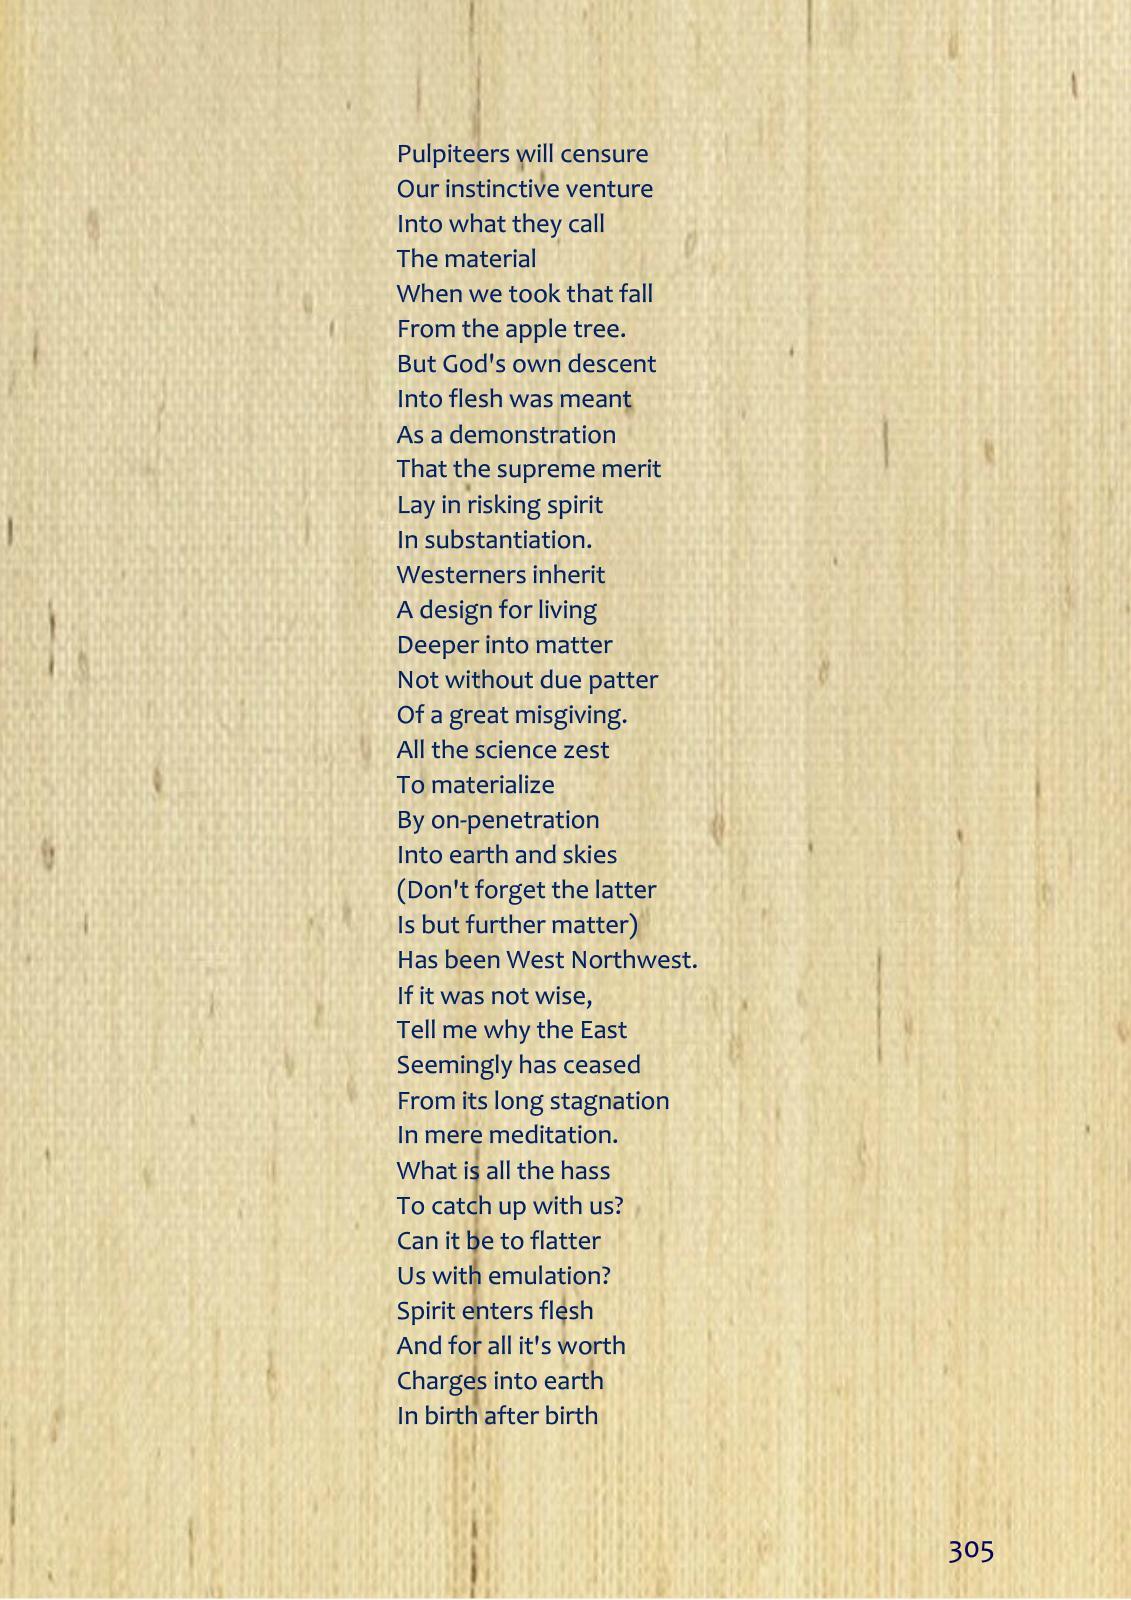 Pulpiteers will censure
Our instinctive venture
Into what they call
The material
When we took that fall
From the apple tree.
But God's own descent
Into flesh was meant
As a demonstration
That the supreme merit
Lay in risking spirit
In substantiation.
Westerners inherit
A design for living
Deeper into matter
Not without due patter
Of a great misgiving.
All the science zest
To materialize
By on-penetration
Into earth and skies
(Don't forget the latter
Is but further matter)
Has been West Northwest.
If it was not wise,
Tell me why the East
Seemingly has ceased
From its long stagnation
In mere meditation.
What is all the hass
To catch up with us?
Can it be to flatter
Us with emulation?
Spirit enters flesh
And for all it's worth
Charges into earth
In birth after birth
305